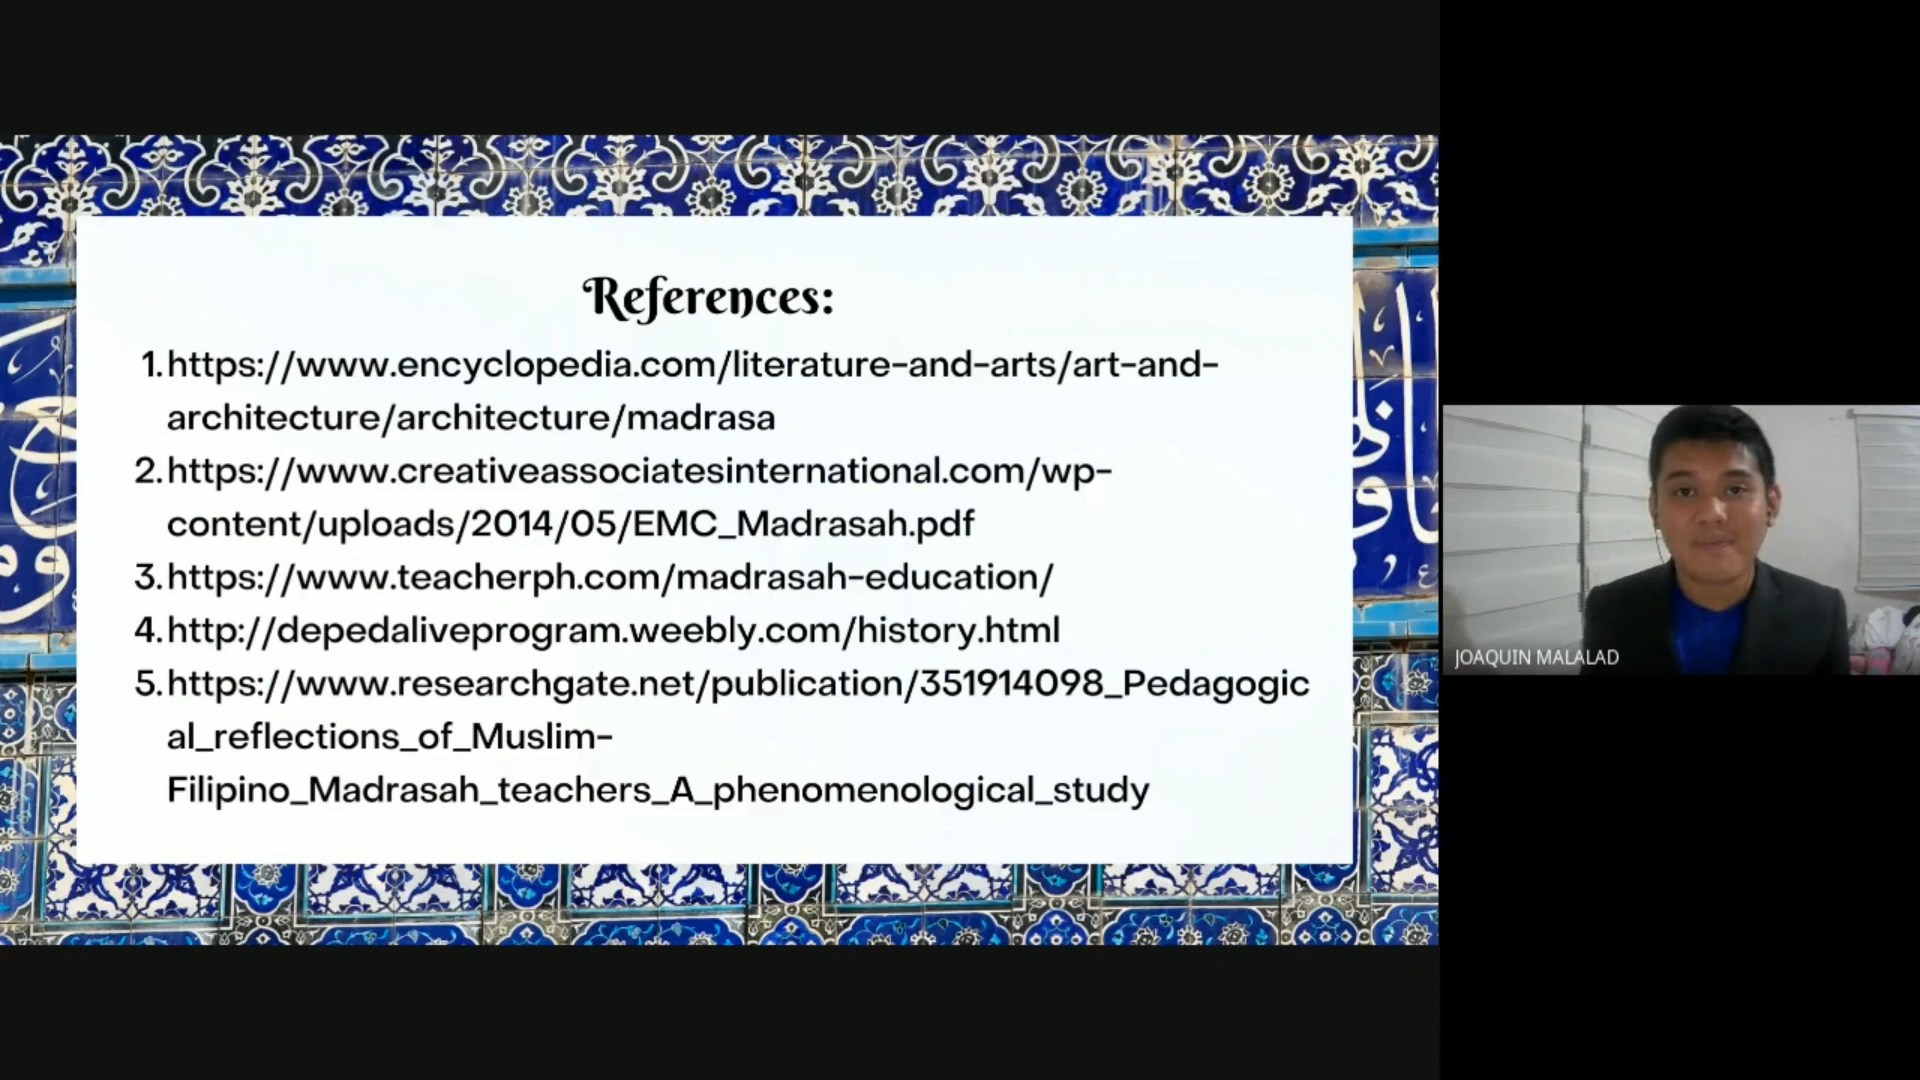 References:
1. https://www.encyclopedia.com/literature-and-arts/art-and-
architecture/architecture/madrasa
2. https://www.creativeassociatesinternational.com/wp-
content/uploads/2014/05/EMC_Madrasah.pdf
3. https://www.teacherph.com/madrasah-education/
4. http://depedaliveprogram.weebly.com/history.html
5. https://www.researchgate.net/publication/351914098_Pedagogic
al_reflections_of_Muslim-
Filipino_Madrasah_teachers_A_phenomenological_study
JOAQUIN MALALAD